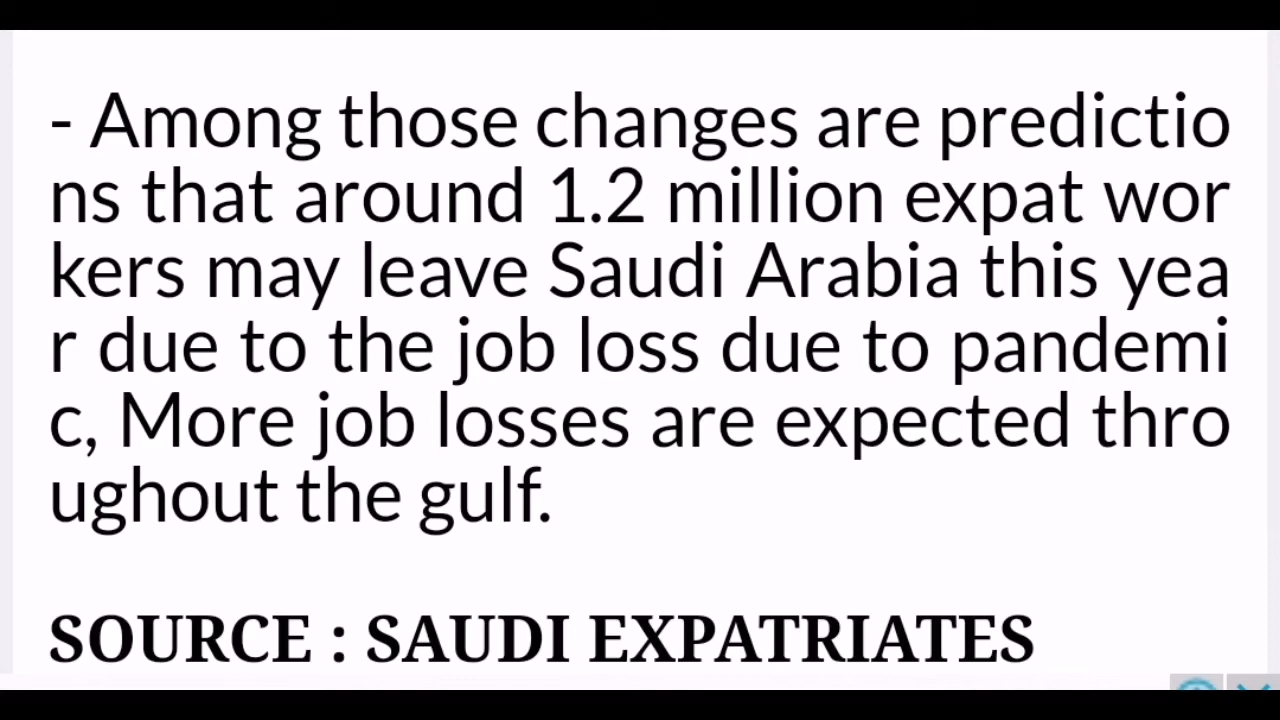 - Among those changes are predictio
ns that around 1.2 million expat wor
kers may leave Saudi Arabia this yea
r due to the job loss due to pandemi
c, More job losses are expected thro
ughout the gulf.
SOURCE : SAUDI EXPATRIATES